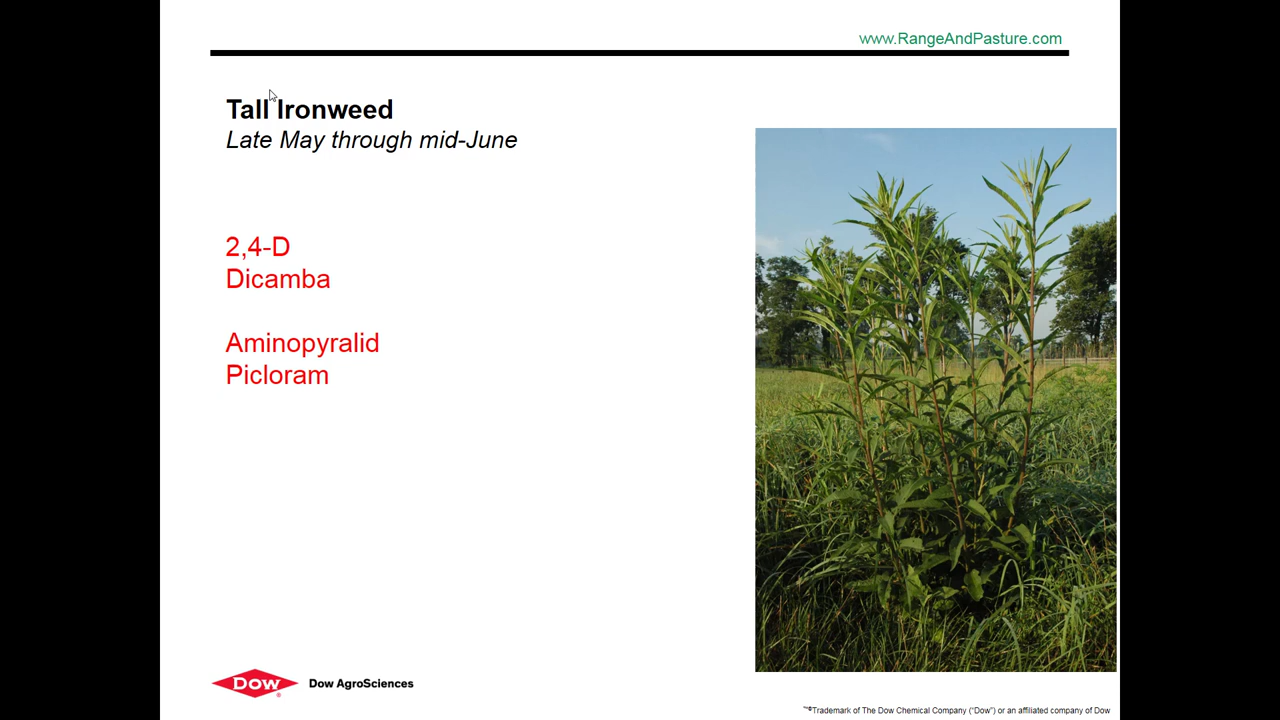 www.RangeAndPasture.com
Tall Ironweed
Late May through mid-June
2,4-D
Dicamba
Aminopyralid
Picloram
Dow
Dow AgroSciences
™®Trademark of The Dow Chemical Company ("Dow") or an affiliated company of Dow